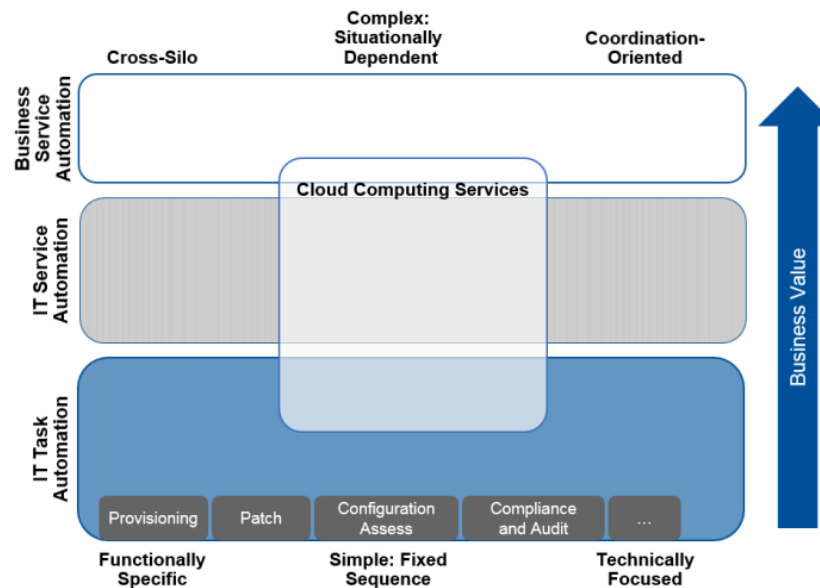 Cross-Silo
Complex:
Situationally
Dependent
Coordination-
Oriented
Business
Service
Automation
Cloud Computing Services
IT Service
Automation
Business Value
IT Task
Automation
Provisioning
Patch
Configuration
Assess
Compliance
and Audit
...
Functionally
Specific
Simple: Fixed
Sequence
Technically
Focused